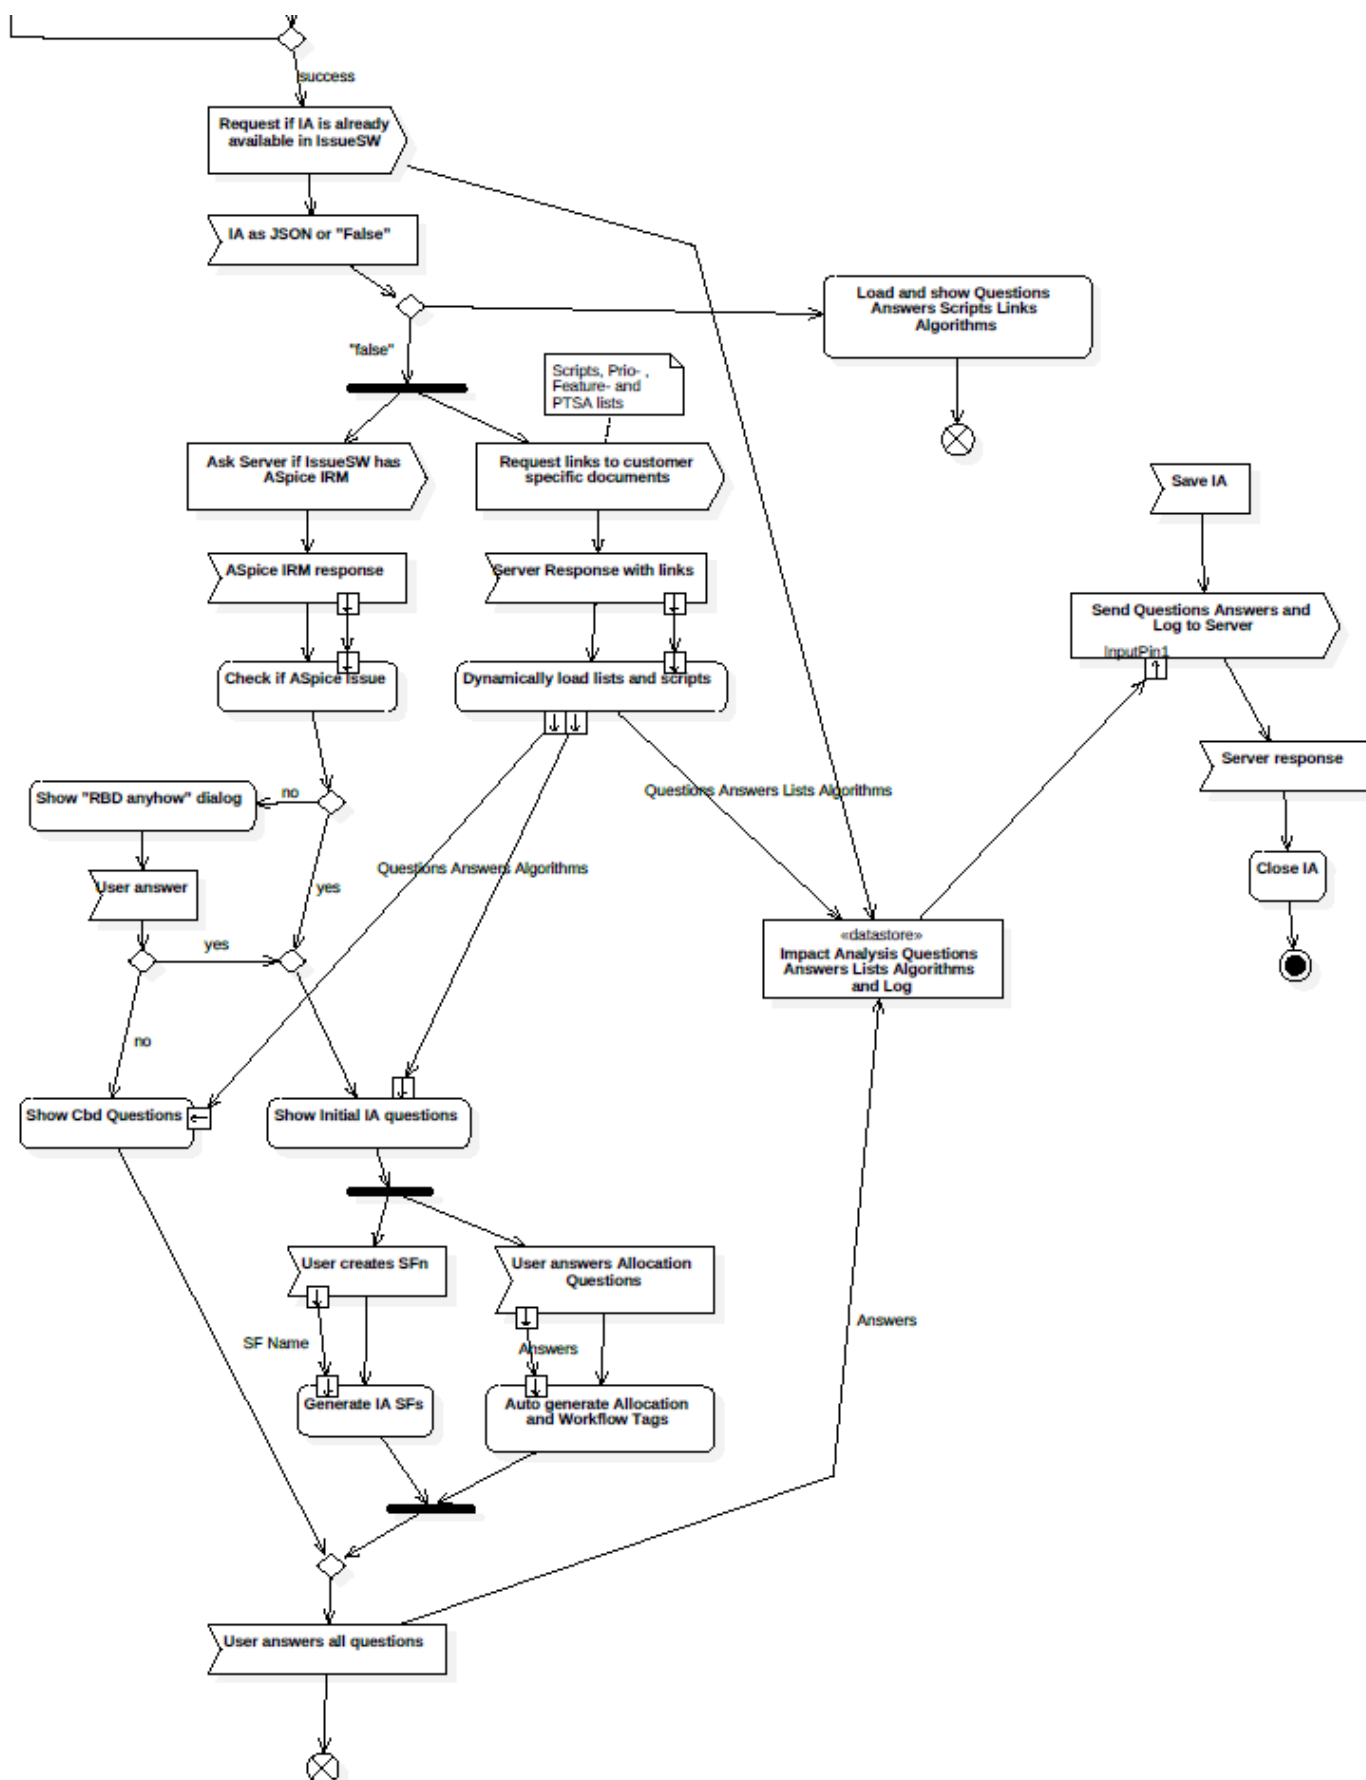 success
Request if IA is already
available in IssueSW
IA as JSON or "False"
Load and show Questions
Answers Scripts Links
Algorithms
"false"
Scripts, Prio- ,
Feature- and
PTSA lists
Ask Server if IssueSW has
ASpice IRM
Request links to customer
specific documents
Save IA
ASpice IRM response
Server Response with links
Send Questions Answers and
Log to Server
InputPin1
Check if ASpice Issue
Dynamically load lists and scripts
Server response
Show "RBD anyhow" dialog
no
Questions Answers Lists Algorithms
User answer
Questions Answers Algorithms
yes
Close IA
yes
«datastore»
Impact Analysis Questions
Answers Lists Algorithms
and Log
no
Show Cbd Questions
Show Initial IA questions
User creates SFn
User answers Allocation
Questions
SF Name
Answers
Answers
Generate IA SFs
Auto generate Allocation
and Workflow Tags
User answers all questions